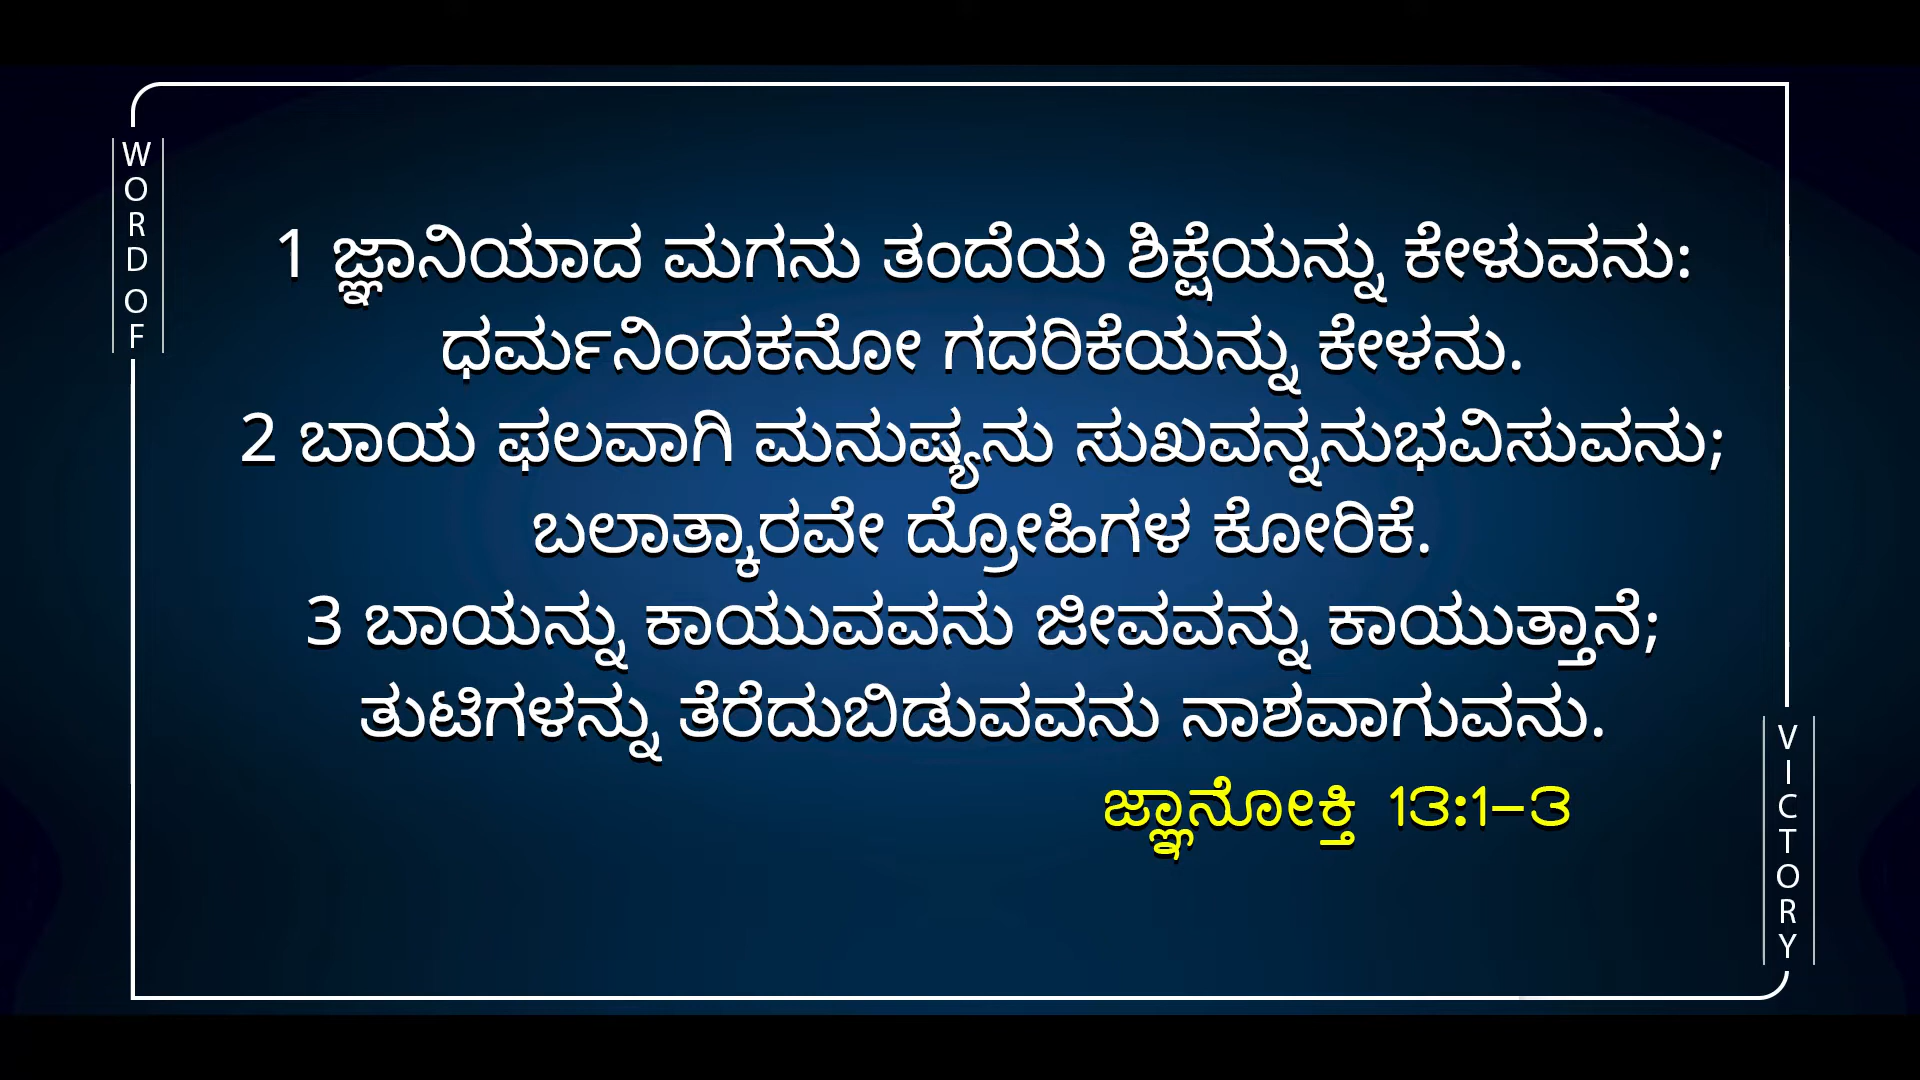 WORD OF
1 ಜ್ಞಾನಿಯಾದ ಮಗನು ತಂದೆಯ ಶಿಕ್ಷೆಯನ್ನು ಕೇಳುವನು:
ಧರ್ಮನಿಂದಕನೋ ಗದರಿಕೆಯನ್ನು ಕೇಳನು.
2 ಬಾಯ ಫಲವಾಗಿ ಮನುಷ್ಯನು ಸುಖವನ್ನನುಭವಿಸುವನು;
ಬಲಾತ್ಕಾರವೇ ದ್ರೋಹಿಗಳ ಕೋರಿಕೆ.
3 ಬಾಯನ್ನು ಕಾಯುವವನು ಜೀವವನ್ನು ಕಾಯುತ್ತಾನೆ;
ತುಟಿಗಳನ್ನು ತೆರೆದುಬಿಡುವವನು ನಾಶವಾಗುವನು.
ಜ್ಞಾನೋಕ್ತಿ 13:1-3
VICTORY